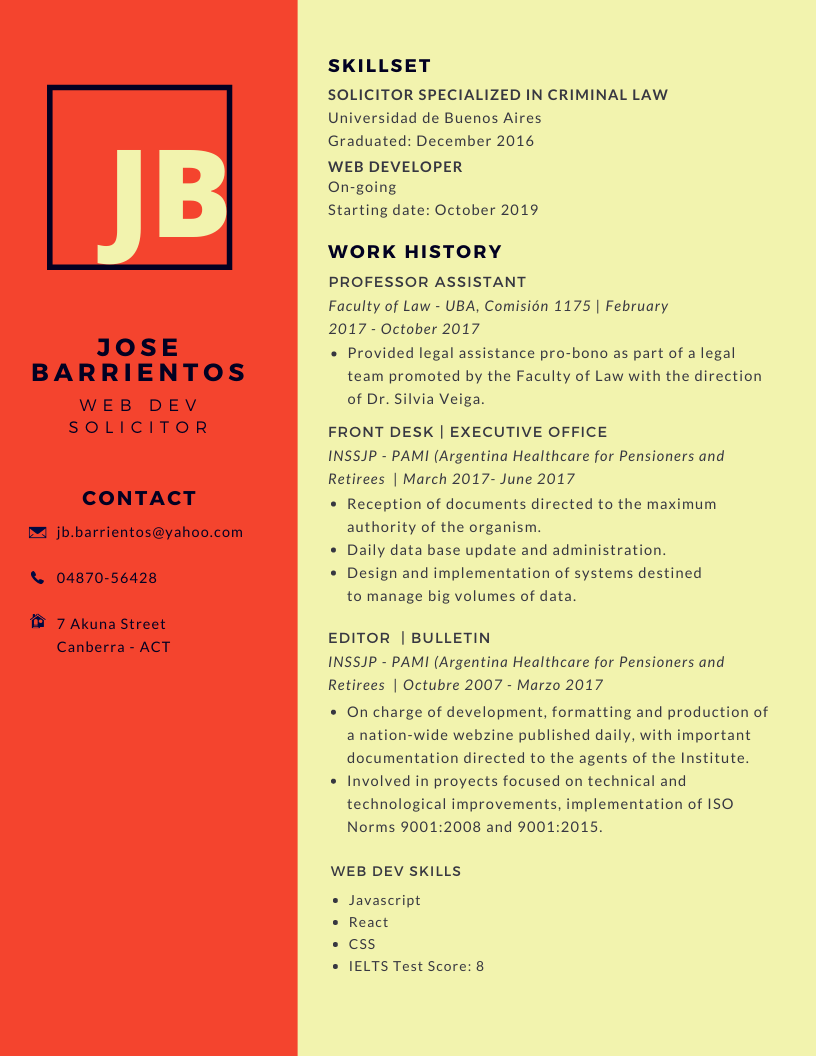 JB
JOSE
BARRIENTOS
WEB DEV
SOLICITOR
CONTACT
jb.barrientos@yahoo.com
04870-56428
7 Akuna Street
Canberra - ACT
SKILLSET
SOLICITOR SPECIALIZED IN CRIMINAL LAW
Universidad de Buenos Aires
Graduated: December 2016
WEB DEVELOPER
On-going
Starting date: October 2019
WORK HISTORY
PROFESSOR ASSISTANT
Faculty of Law - UBA, Comisión 1175 | February
2017 - October 2017
• Provided legal assistance pro-bono as part of a legal
team promoted by the Faculty of Law with the direction
of Dr. Silvia Veiga.
FRONT DESK | EXECUTIVE OFFICE
INSSJP - PAMI (Argentina Healthcare for Pensioners and
Retirees | March 2017- June 2017
• Reception of documents directed to the maximum
authority of the organism.
• Daily data base update and administration.
• Design and implementation of systems destined
to manage big volumes of data.
EDITOR | BULLETIN
INSSJP - PAMI (Argentina Healthcare for Pensioners and
Retirees | Octubre 2007 - Marzo 2017
• On charge of development, formatting and production of
a nation-wide webzine published daily, with important
documentation directed to the agents of the Institute.
• Involved in proyects focused on technical and
technological improvements, implementation of ISO
Norms 9001:2008 and 9001:2015.
WEB DEV SKILLS
• Javascript
• React
• CSS
• IELTS Test Score: 8